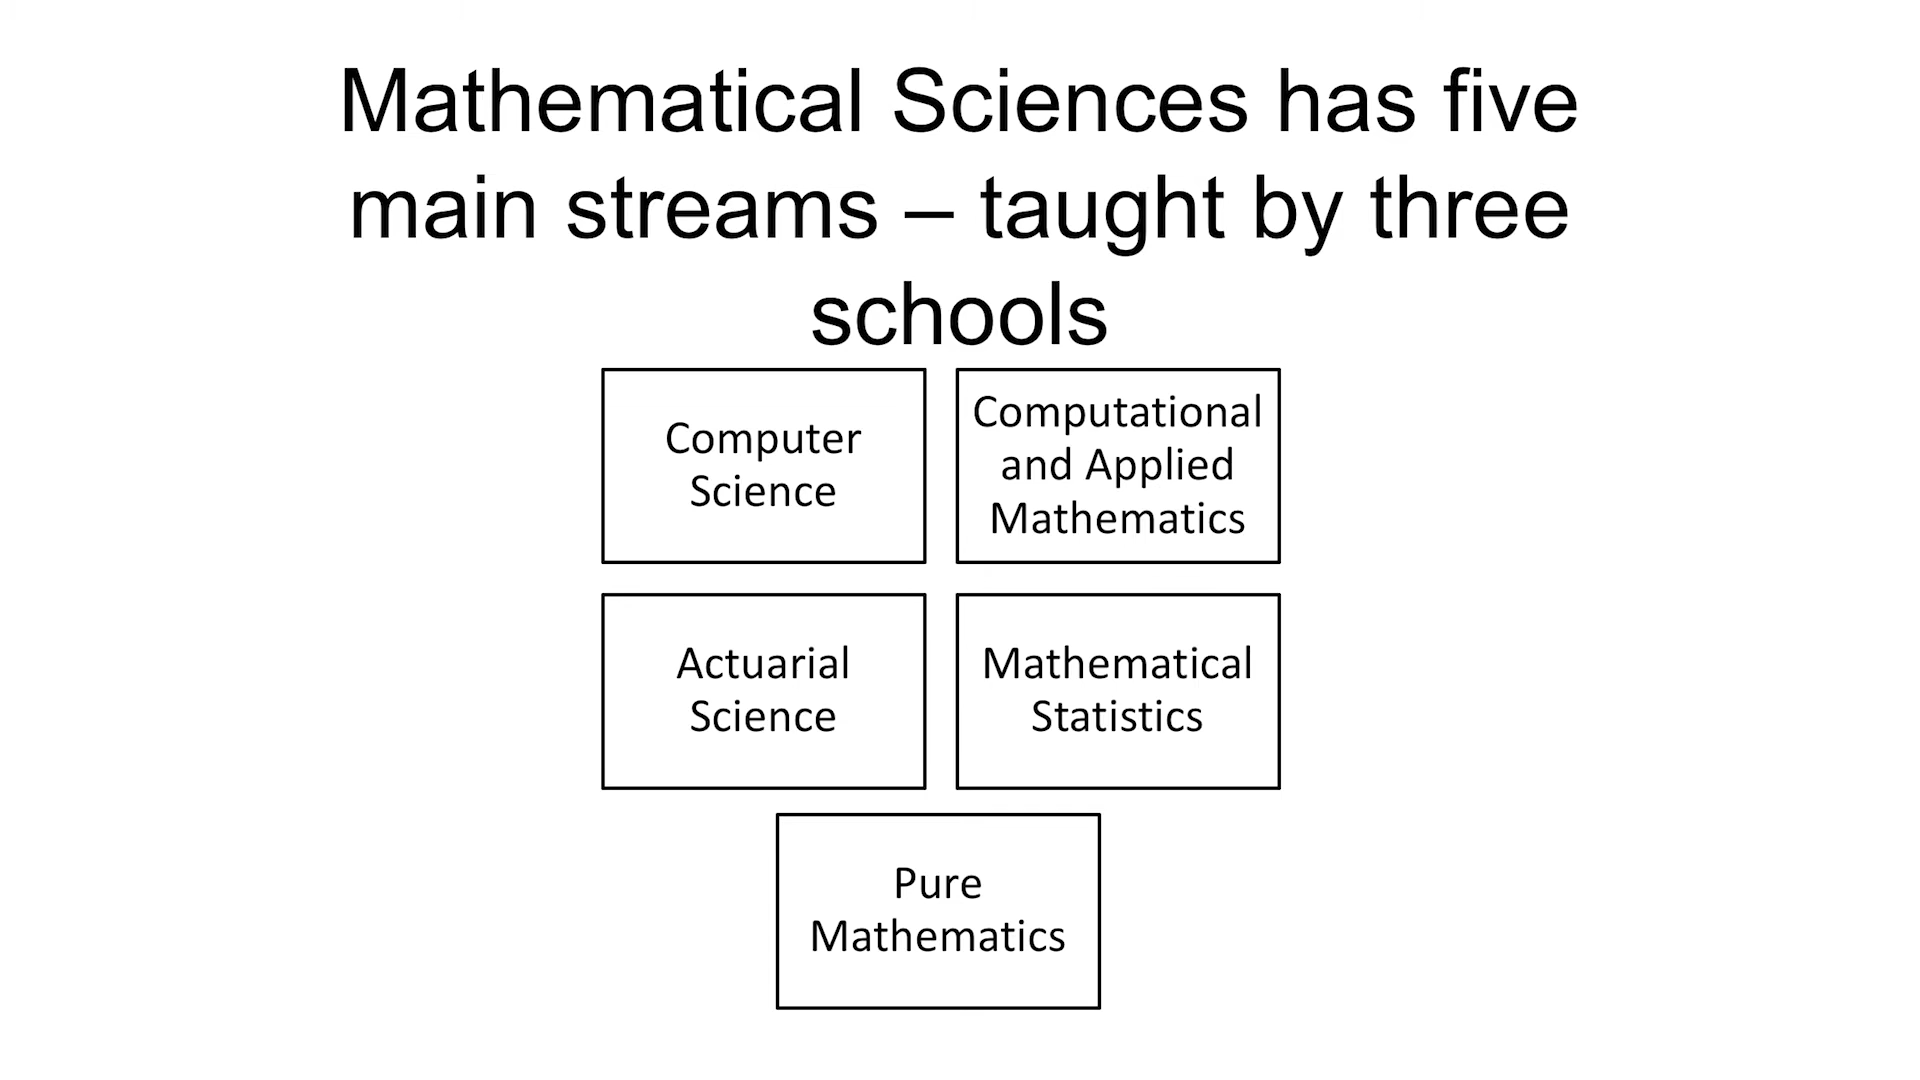 Mathematical Sciences has five
main streams – taught by three
schools
Computer
Science
Computational
and Applied
Mathematics
Actuarial
Science
Mathematical
Statistics
Pure
Mathematics